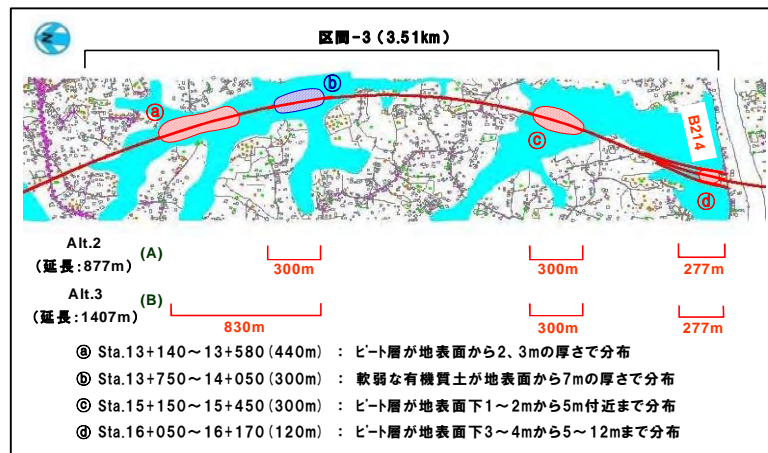 N
区間-3 (3.51km)
ⓐ
ⓑ
ⓒ
B214
ⓓ
Alt.2
(延長:877m)
(A)
300m
300m
277m
Alt.3
(延長:1407m)
(B)
830m
300m
277m
ⓐ Sta.13+140～13+580(440m) : ピート層が地表面から2、3mの厚さで分布
ⓑ Sta.13+750～14+050(300m) : 軟弱な有機質土が地表面から7mの厚さで分布
ⓒ Sta.15+150～15+450(300m) : ピート層が地表面下1～2mから5m付近まで分布
ⓓ Sta.16+050～16+170(120m) : ピート層が地表面下3～4mから5～12mまで分布